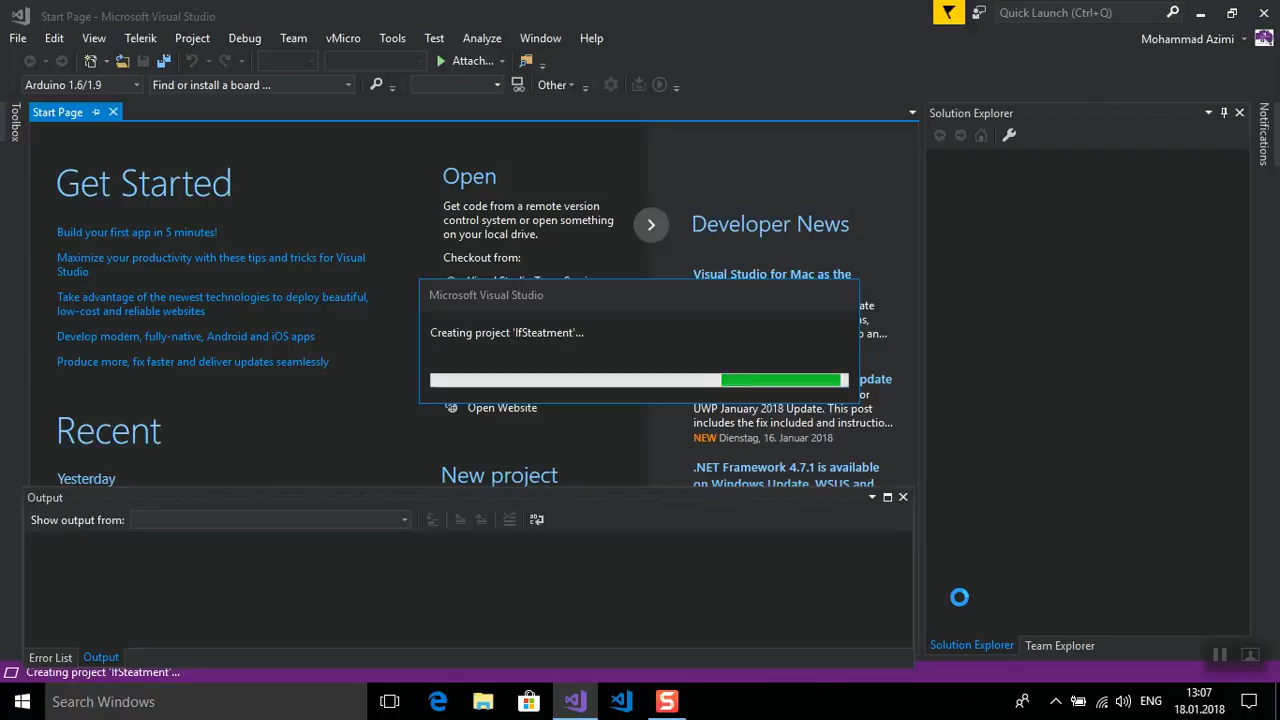 Start Page - Microsoft Visual Studio
Quick Launch (Ctrl+Q)
File Edit View Telerik Project Debug Team vMicro Tools Test Analyze Window Help
Mohammad Azimi
Attach...
Arduino 1.6/1.9
Find or install a board ...
Other
Toolbox
Start Page
Solution Explorer
Notifications
Get Started
Build your first app in 5 minutes!
Maximize your productivity with these tips and tricks for Visual
Studio
Take advantage of the newest technologies to deploy beautiful,
low-cost and reliable websites
Develop modern, fully-native, Android and iOS apps
Produce more, fix faster and deliver updates seamlessly
Recent
Yesterday
Open
Get code from a remote version
control system or open something
on your local drive.
Checkout from:
Open Website
New project
Developer News
Visual Studio for Mac as the
an...
pdate
or
UWP January 2018 Update. This post
includes the fix included and instructio...
NEW Dienstag, 16. Januar 2018
.NET Framework 4.7.1 is available
on Windows Update, WSUS and
Microsoft Visual Studio
Creating project 'IfSteatment'...
Output
Show output from:
Error List
Output
Solution Explorer
Team Explorer
Creating project 'IfSteatment'...
Search Windows
ENG
13:07
18.01.2018